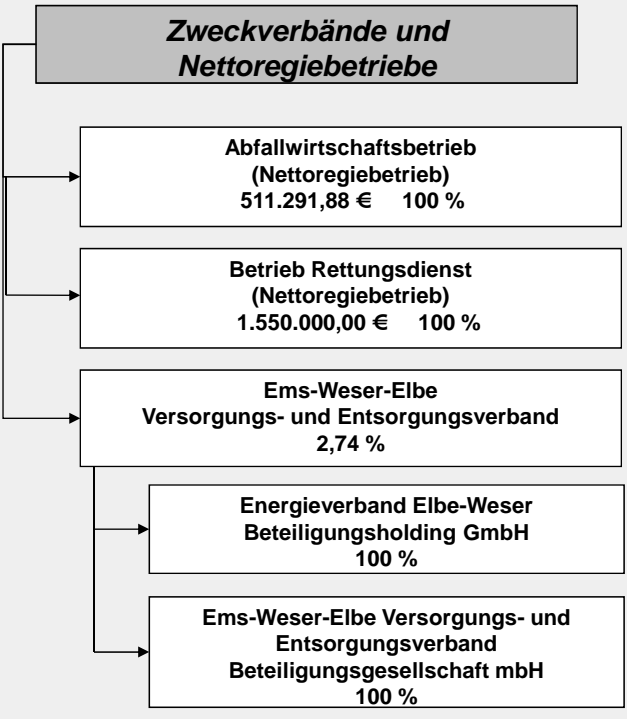 Zweckverbände und
Nettoregiebetriebe
Abfallwirtschaftsbetrieb
(Nettoregiebetrieb)
511.291,88 € 100 %
Betrieb Rettungsdienst
(Nettoregiebetrieb)
1.550.000,00 € 100 %
Ems-Weser-Elbe
Versorgungs- und Entsorgungsverband
2,74 %
Energieverband Elbe-Weser
Beteiligungsholding GmbH
100 %
Ems-Weser-Elbe Versorgungs- und
Entsorgungsverband
Beteiligungsgesellschaft mbH
100 %